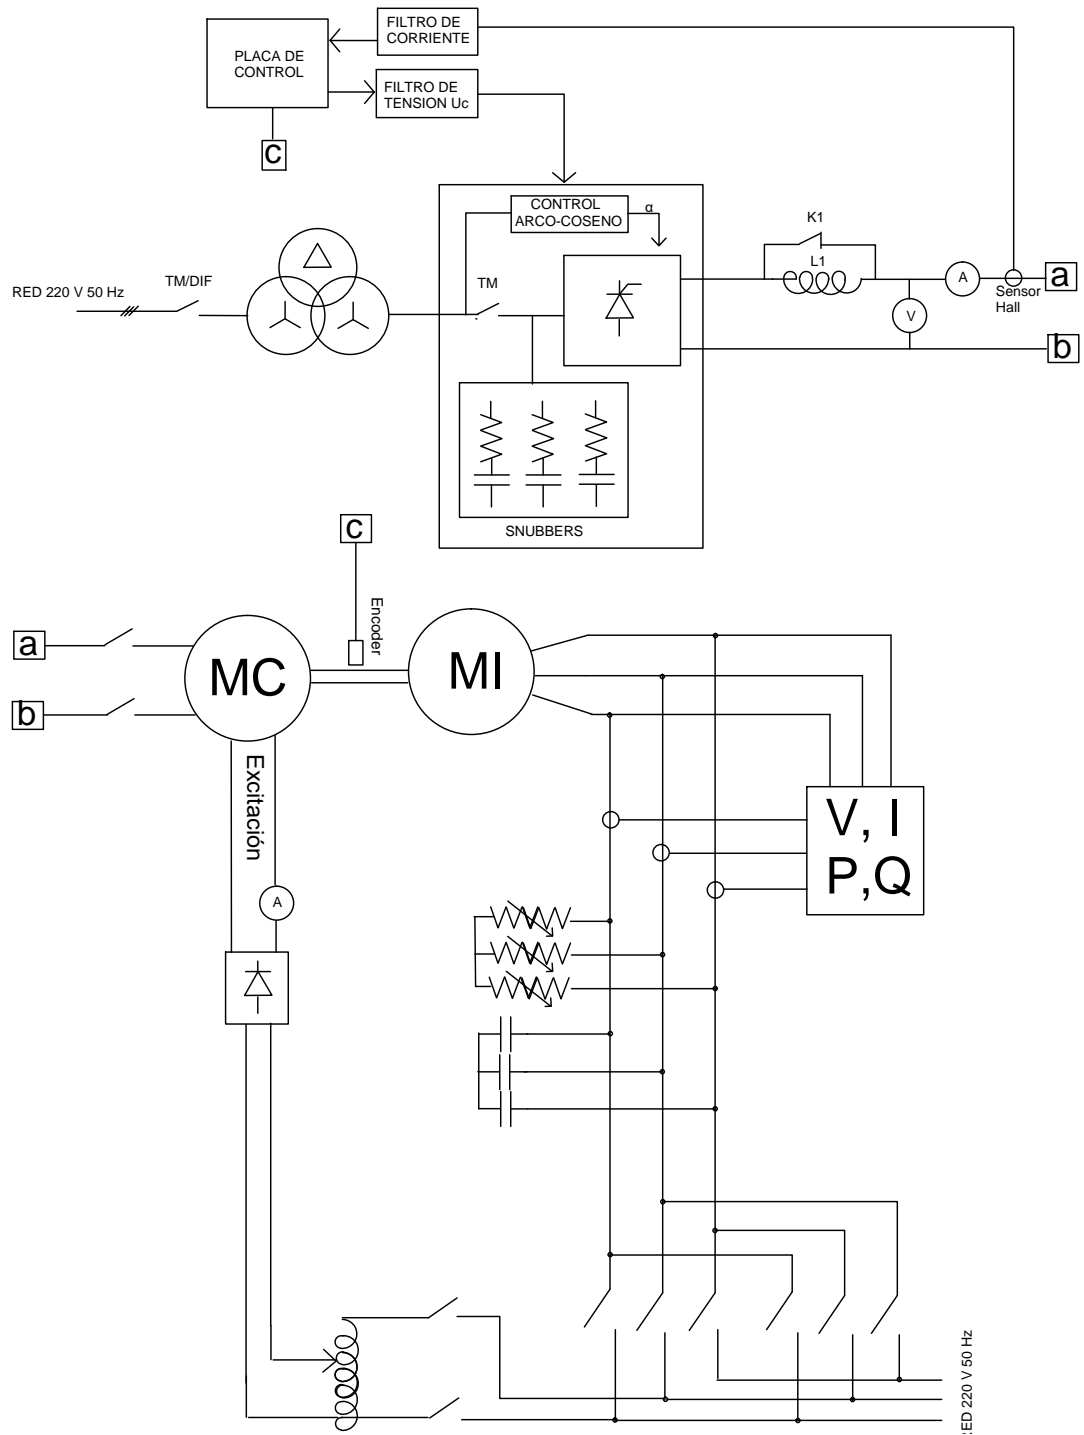 FILTRO DE
CORRIENTE
PLACA DE
CONTROL
FILTRO DE
TENSION Uc
c
CONTROL
ARCO-COSENO
α
K1
L1
TM/DIF
TM
RED 220 V 50 Hz
A
a
Sensor
Hall
V
b
SNUBBERS
c
Encoder
a
MC
MI
b
Excitación
V, I
P,Q
A
RED 220 V 50 Hz